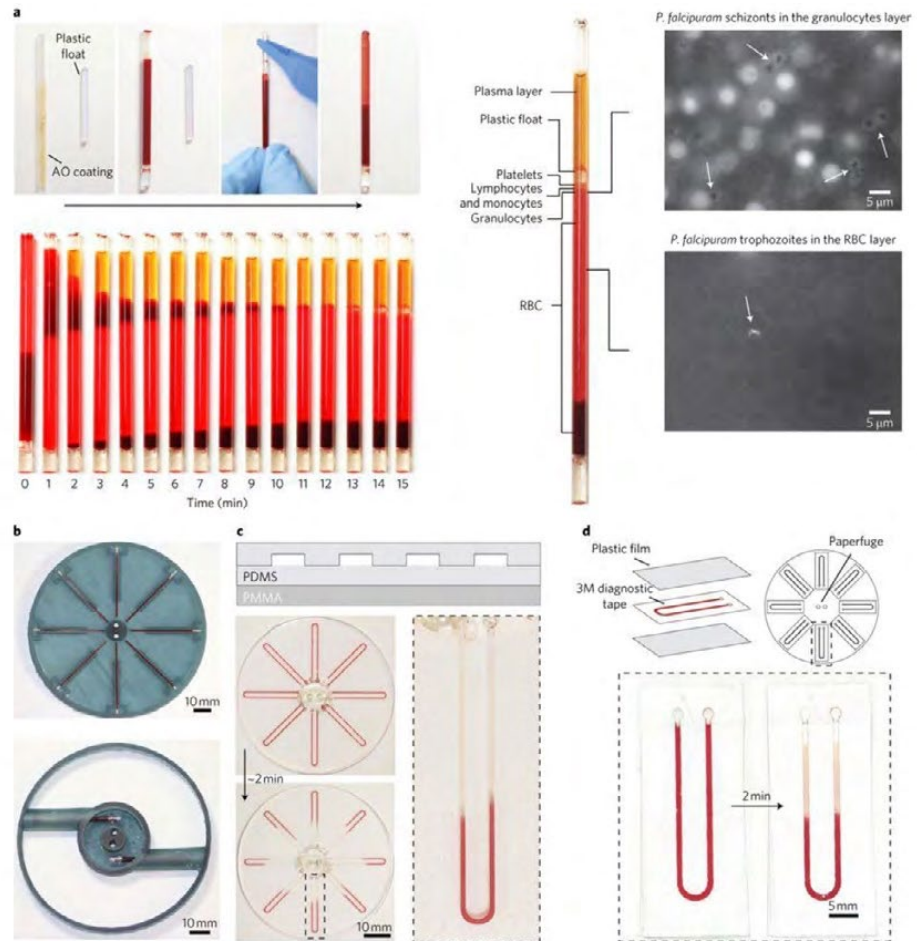 a
Plastic
float
AO coating
0 1 2 3 4 5 6 7 8 9 10 11 12 13 14 15
Time (min)
Plasma layer
Plastic float
Platelets
Lymphocytes
and monocytes
Granulocytes
RBC
P. falcipuram schizonts in the granulocytes layer
5 μm
P. falcipuram trophozoites in the RBC layer
5 μm
b
10 mm
10 mm
c
PDMS
PMMA
~2 min
10 mm
d
Plastic film
3M diagnostic
tape
Paperfuge
2 min
5 mm